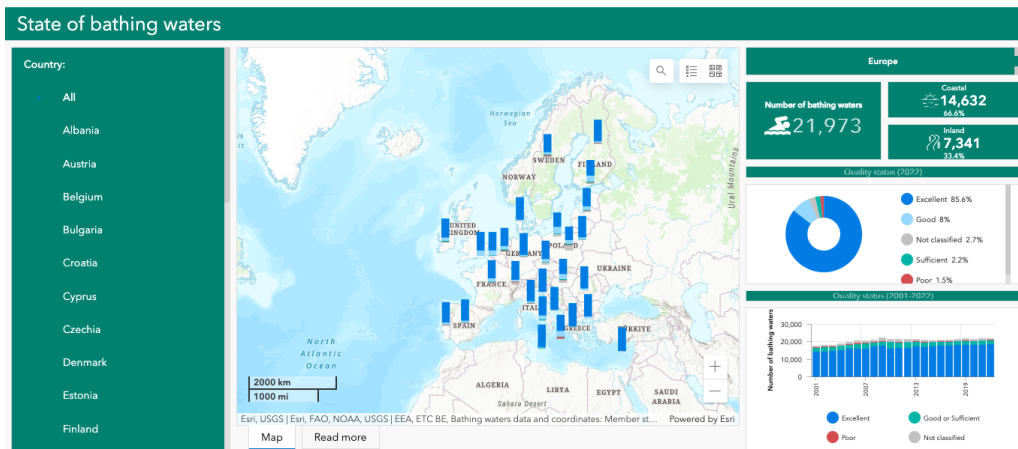 State of bathing waters
Country:
All
Albania
Austria
Belgium
Bulgaria
Croatia
Cyprus
Czechia
Denmark
Estonia
Finland
Norwegian
Sea
SWEDEN
FINLAND
NORWAY
Ural Mountains
UNITED
KINGDOM
POLAND
GERMANY
UKRAINE
FRANCE
ITALY
SPAIN
GREECE
TÜRKIYE
North
Atlantic
Ocean
ALGERIA
LIBYA
EGYPT
SAUDI
ARABIA
Sahara Desert
2000 km
1000 mi
Esri, USGS | Esri, FAO, NOAA, USGS | EEA, ETC BE, Bathing waters data and coordinates: Member st...
Powered by Esri
Map
Read more
Europe
Number of bathing waters
21,973
Coastal
14,632
66.6%
Inland
7,341
33.4%
Quality status (2022)
Excellent 85.6%
Good 8%
Not classified 2.7%
Sufficient 2.2%
Poor 1.5%
Quality status (2001-2022)
Number of bathing waters
30,000
20,000
10,000
0
2001
2007
2013
2019
Excellent
Good or Sufficient
Poor
Not classified